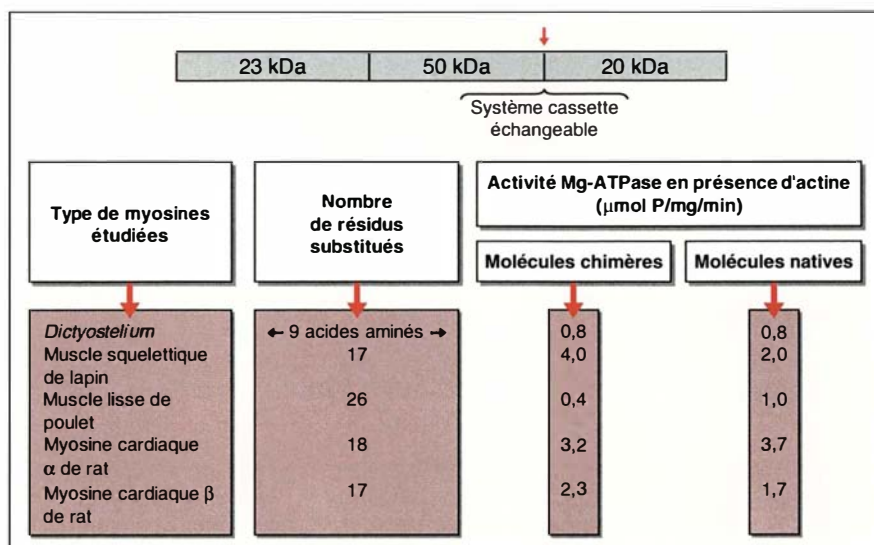 23 kDa 50 kDa 20 kDa
Système cassette
échangeable
Type de myosines
étudiées
Nombre
de résidus
substitués
Activité Mg-ATPase en présence d'actine
(µmol P/mg/min)
Molécules chimères Molécules natives
Dictyostelium ← 9 acides aminés → 0,8 0,8
Muscle squelettique 17 4,0 2,0
de lapin
Muscle lisse de 26 0,4 1,0
poulet
Myosine cardiaque 18 3,2 3,7
α de rat
Myosine cardiaque β 17 2,3 1,7
de rat